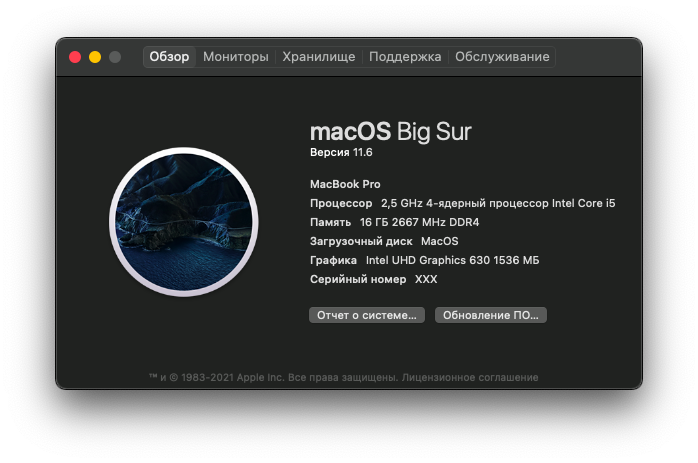 Обзор Мониторы Хранилище Поддержка Обслуживание
macOS Big Sur
Версия 11.6
MacBook Pro
Процессор 2,5 GHz 4-ядерный процессор Intel Core i5
Память 16 ГБ 2667 MHz DDR4
Загрузочный диск MacOS
Графика Intel UHD Graphics 630 1536 МБ
Серийный номер XXX
Отчет о системе... Обновление ПО...
™ и © 1983-2021 Apple Inc. Все права защищены. Лицензионное соглашение